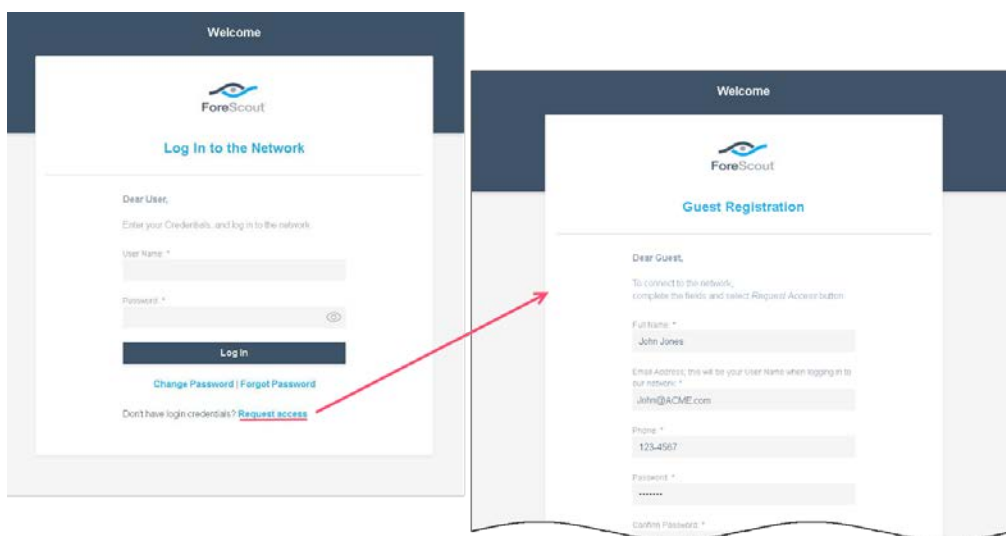 Welcome
ForeScout
Log In to the Network
Dear User,
Enter your Credentials, and log in to the network
User Name: *
Password: *
Log In
Change Password | Forgot Password
Don't have login credentials? Request access
Welcome
ForeScout
Guest Registration
Dear Guest,
To connect to the network,
complete the fields and select Request Access button
Full Name: *
John Jones
Email Address; this will be your User Name when logging in to
our network: *
John@ACME.com
Phone: *
123-4567
Password: *
•••••••
Confirm Password: *